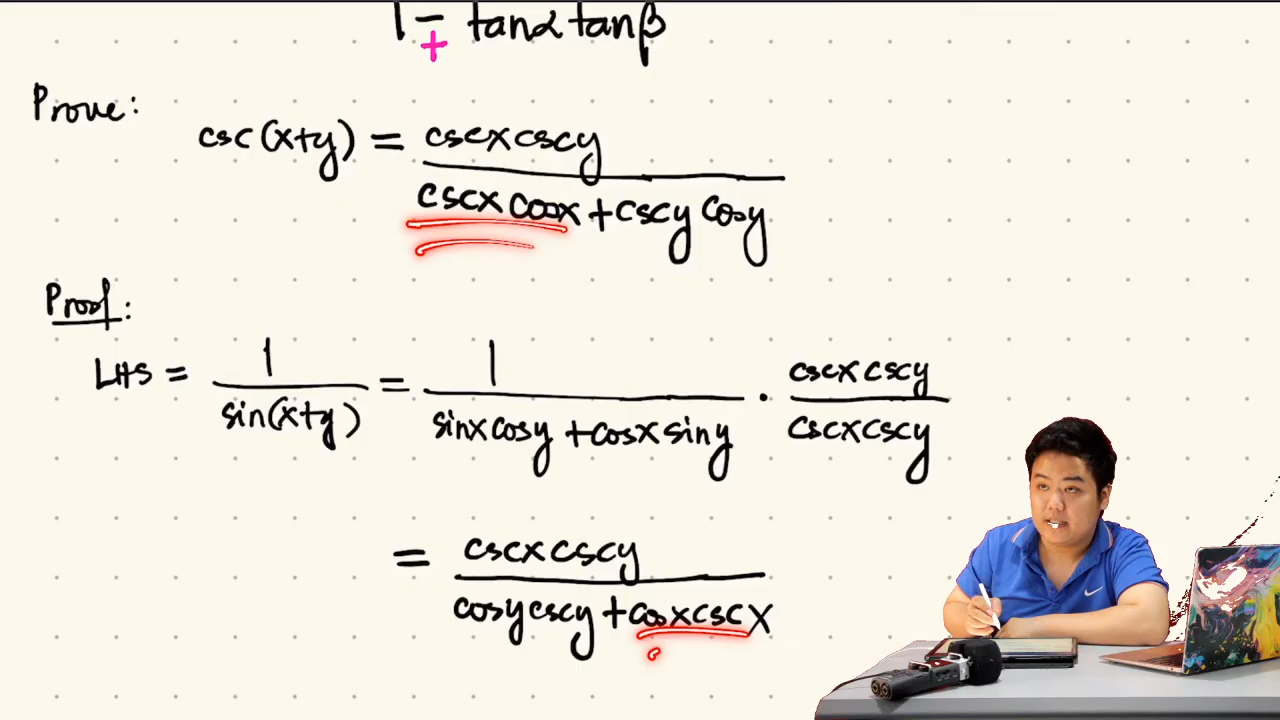 1 - tanα tanβ
+
Prove:
csc(x+y) = cscx cscy
cscx cosx + cscy cosy
Proof:
LHS = 1 = 1 . cscx cscy
sin(x+y) sinx cosy + cosx siny cscx cscy
= cscx cscy
cosy cscy + cosx cscx